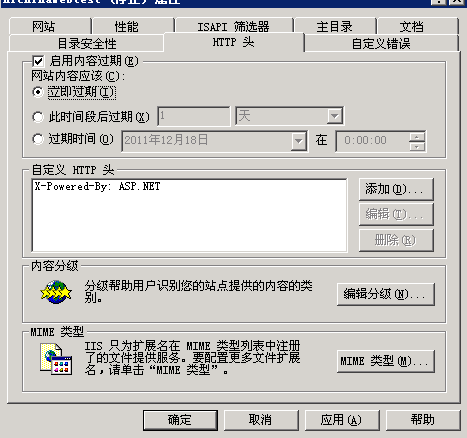 网站 性能 ISAPI 筛选器 主目录 文档
目录安全性 HTTP 头 自定义错误
启用内容过期(E)
网站内容应该(C):
立即过期(I)
此时间段后过期(X) 1 天
过期时间(O) 2011年12月18日 在 0:00:00
自定义 HTTP 头
X-Powered-By: ASP.NET
添加(D)...
编辑(T)...
删除(R)
内容分级
分级帮助用户识别您的站点提供的内容的类
别。
编辑分级(N)...
MIME 类型
IIS 只为扩展名在 MIME 类型列表中注册
了的文件提供服务。要配置更多文件扩展
名，请单击“MIME 类型”。
MIME 类型(M)...
确定 取消 应用(A) 帮助